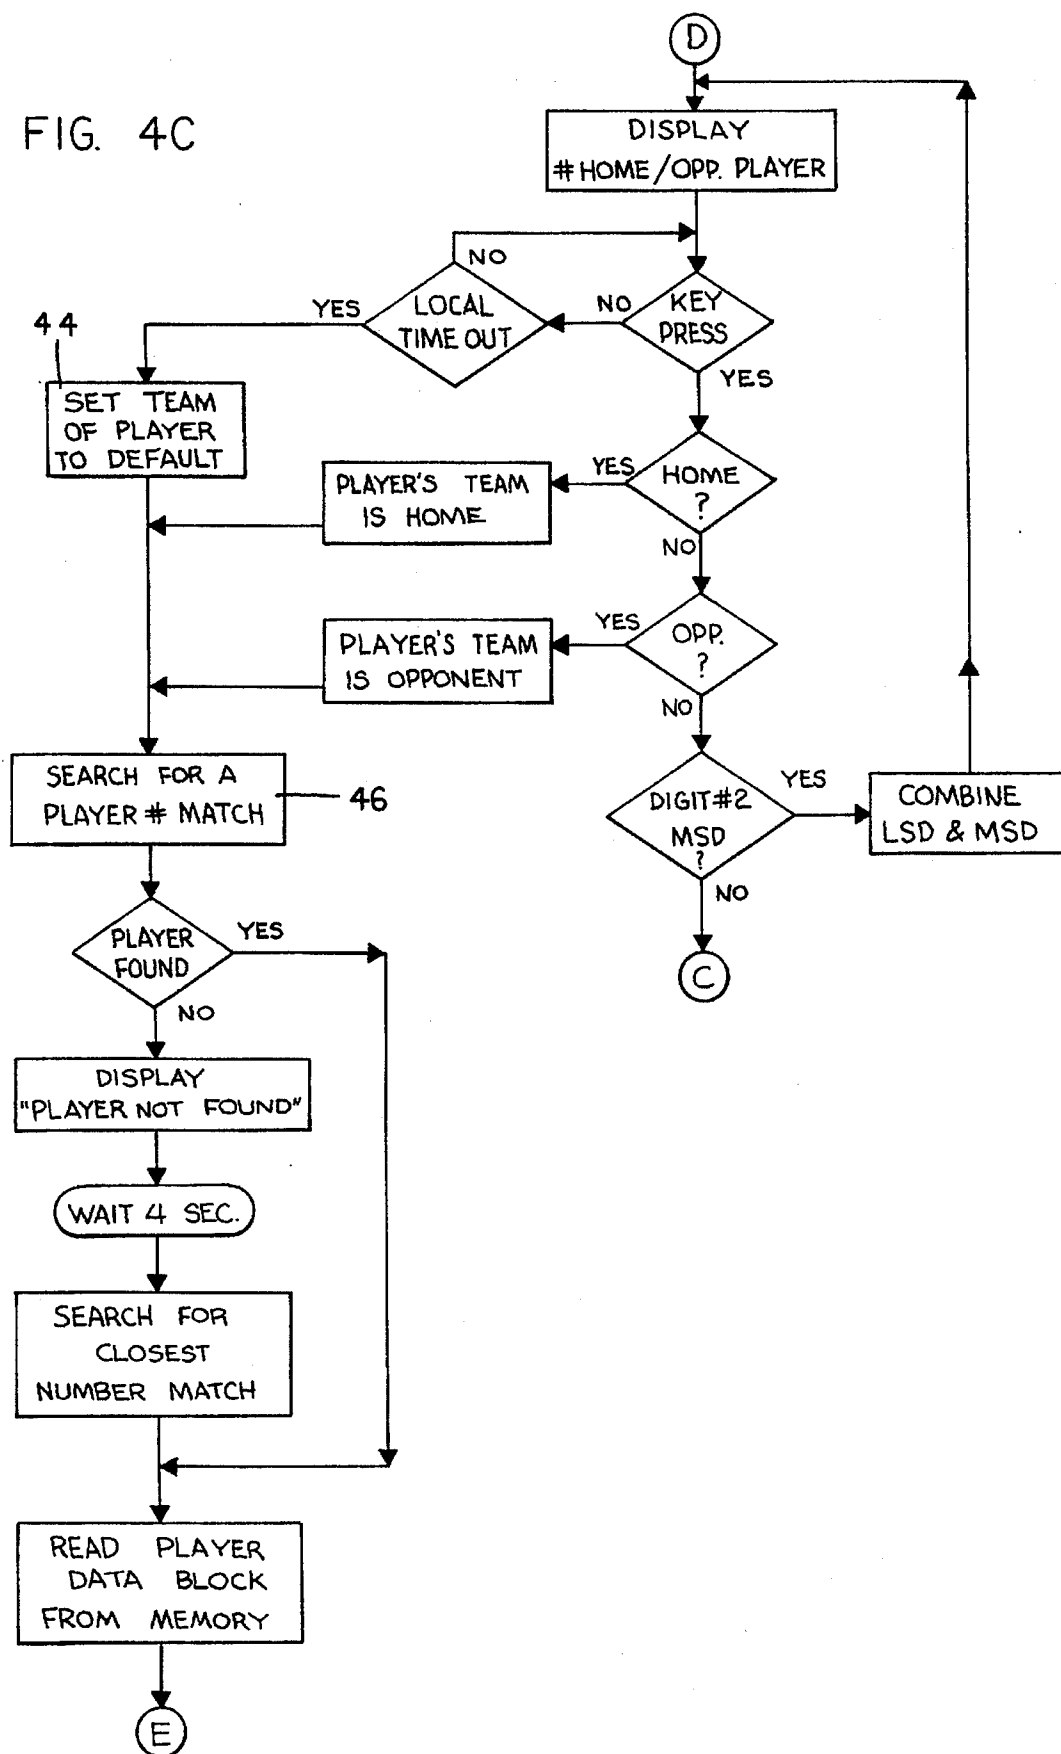 FIG. 4C
D
DISPLAY
# HOME/OPP. PLAYER
NO
LOCAL
TIME OUT
YES
NO
KEY
PRESS
YES
44
SET TEAM
OF PLAYER
TO DEFAULT
PLAYER'S TEAM
IS HOME
YES
HOME
?
NO
PLAYER'S TEAM
IS OPPONENT
YES
OPP.
?
NO
SEARCH FOR A
PLAYER # MATCH
46
DIGIT #2
MSD
?
YES
COMBINE
LSD & MSD
NO
C
PLAYER
FOUND
YES
NO
DISPLAY
"PLAYER NOT FOUND"
WAIT 4 SEC.
SEARCH FOR
CLOSEST
NUMBER MATCH
READ PLAYER
DATA BLOCK
FROM MEMORY
E